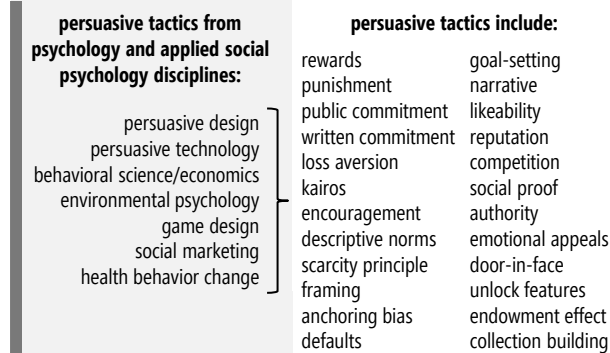 persuasive tactics from
psychology and applied social
psychology disciplines:
persuasive design
persuasive technology
behavioral science/economics
environmental psychology
game design
social marketing
health behavior change
persuasive tactics include:
rewards
punishment
public commitment
written commitment
loss aversion
kairos
encouragement
descriptive norms
scarcity principle
framing
anchoring bias
defaults
goal-setting
narrative
likeability
reputation
competition
social proof
authority
emotional appeals
door-in-face
unlock features
endowment effect
collection building